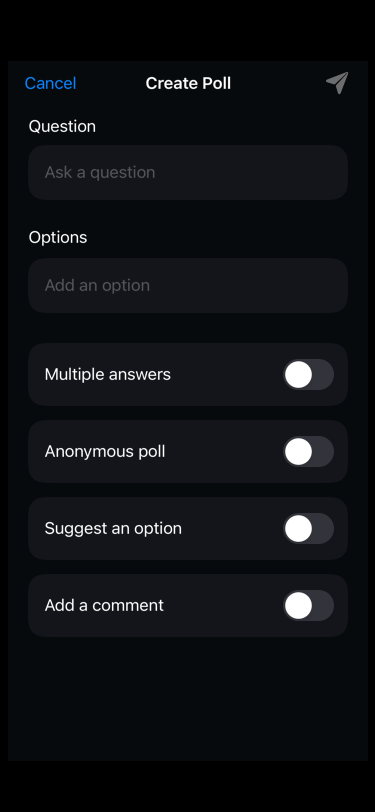 Cancel Create Poll
Question
Ask a question
Options
Add an option
Multiple answers
Anonymous poll
Suggest an option
Add a comment